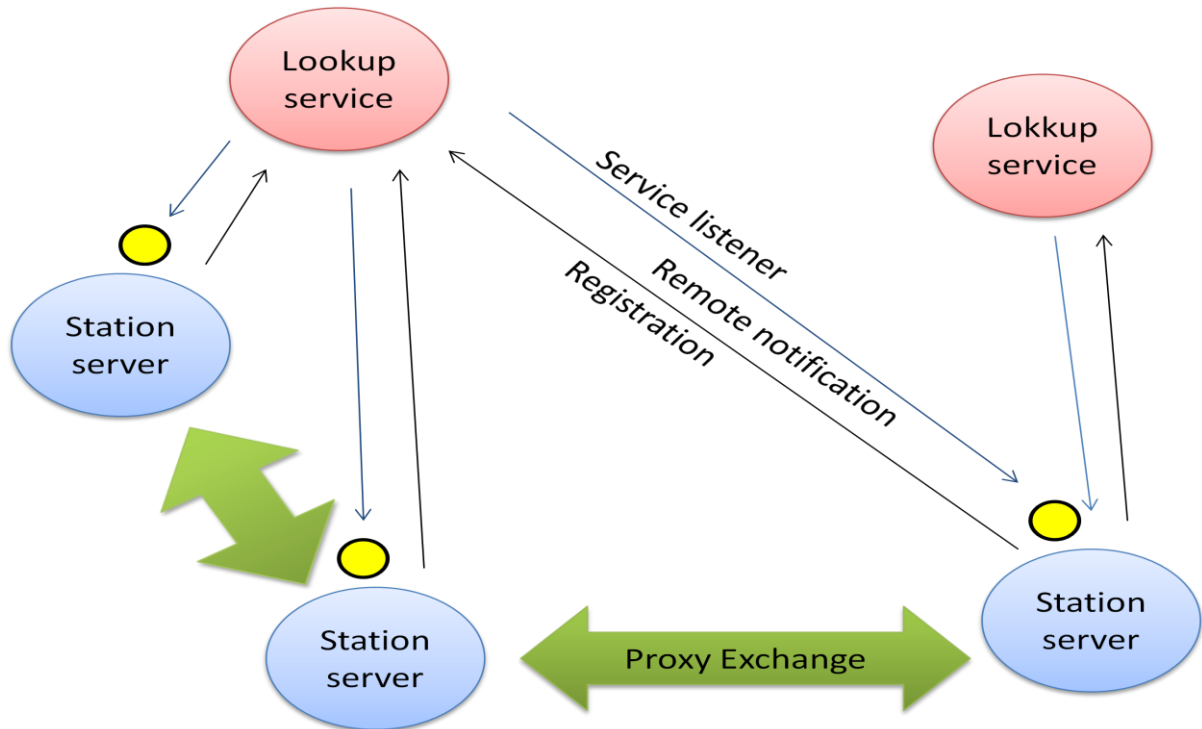 Lookup
service
Lokkup
service
Service listener
Remote notification
Registration
Station
server
Station
server
Proxy Exchange
Station
server